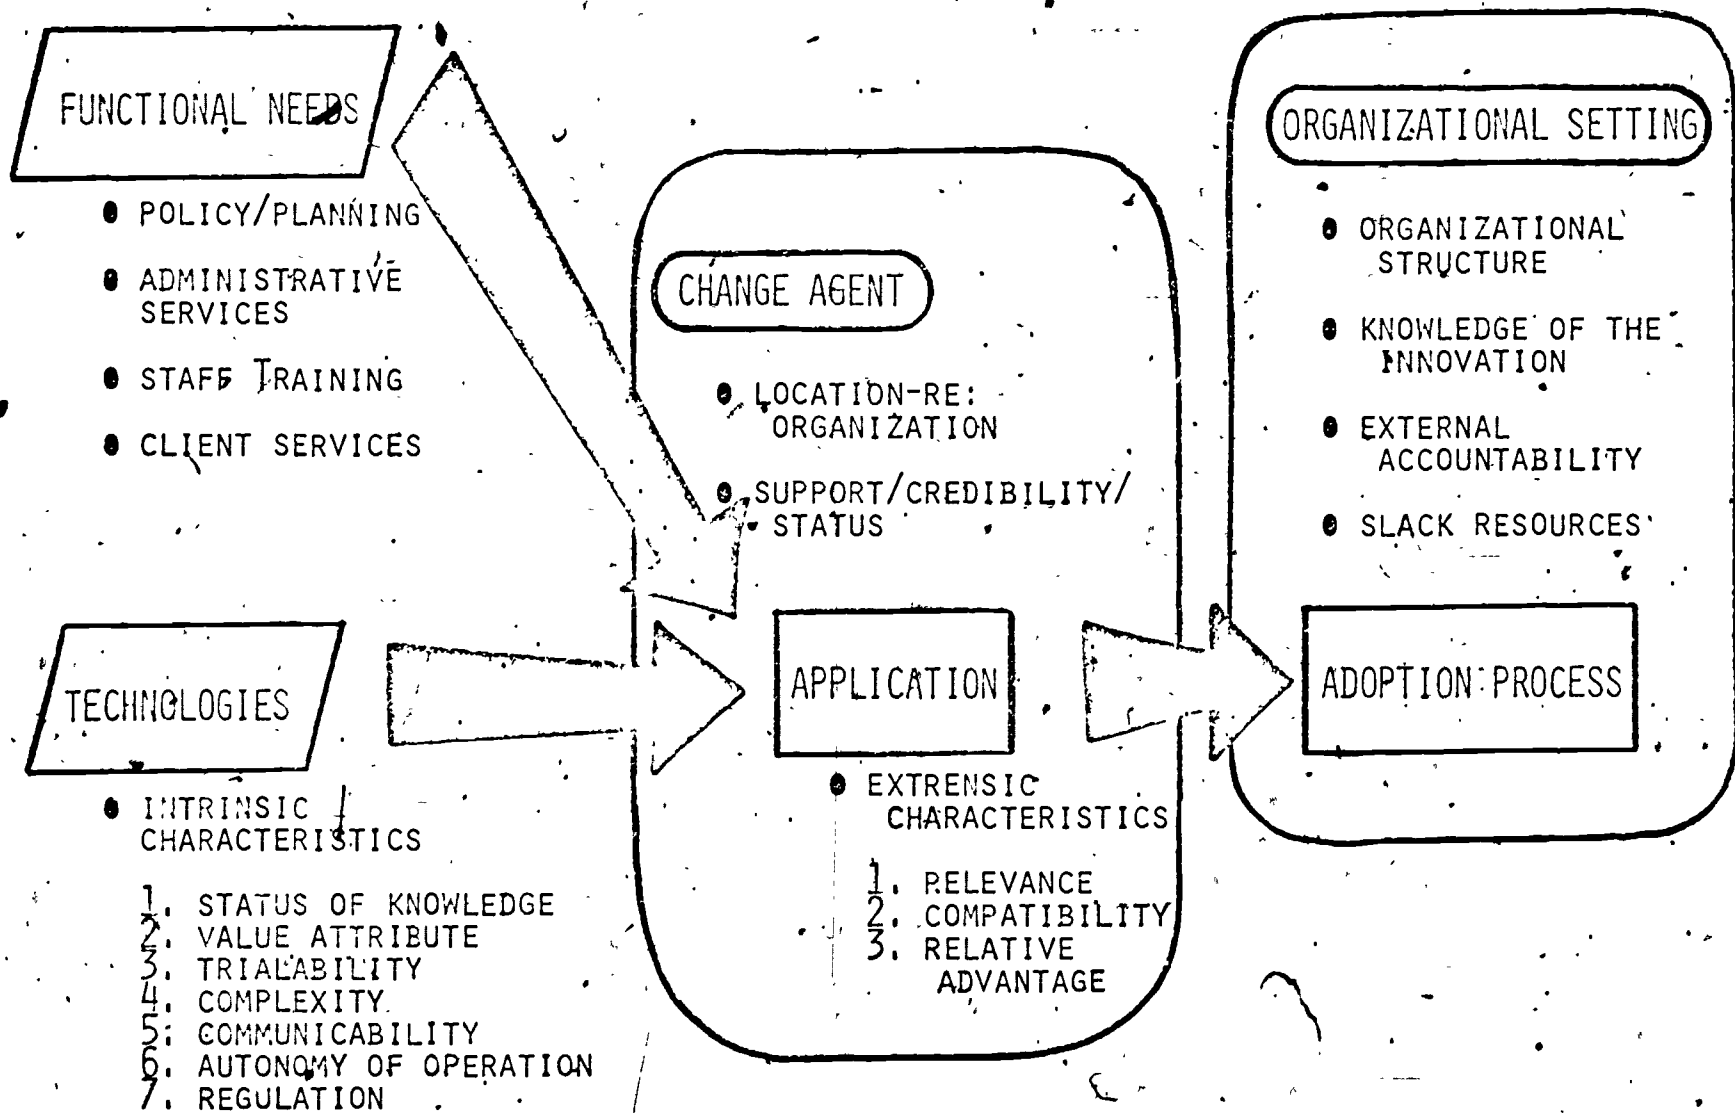 FUNCTIONAL NEEDS
● POLICY/PLANNING
● ADMINISTRATIVE
SERVICES
● STAFF TRAINING
● CLIENT SERVICES
TECHNOLOGIES
● INTRINSIC
CHARACTERISTICS
1. STATUS OF KNOWLEDGE
2. VALUE ATTRIBUTE
3. TRIALABILITY
4. COMPLEXITY
5. COMMUNICABILITY
6. AUTONOMY OF OPERATION
7. REGULATION
CHANGE AGENT
● LOCATION-RE:
ORGANIZATION
● SUPPORT/CREDIBILITY/
STATUS
APPLICATION
● EXTRENSIC
CHARACTERISTICS
1. RELEVANCE
2. COMPATIBILITY
3. RELATIVE
ADVANTAGE
ORGANIZATIONAL SETTING
● ORGANIZATIONAL
STRUCTURE
● KNOWLEDGE OF THE
INNOVATION
● EXTERNAL
ACCOUNTABILITY
● SLACK RESOURCES
ADOPTION PROCESS